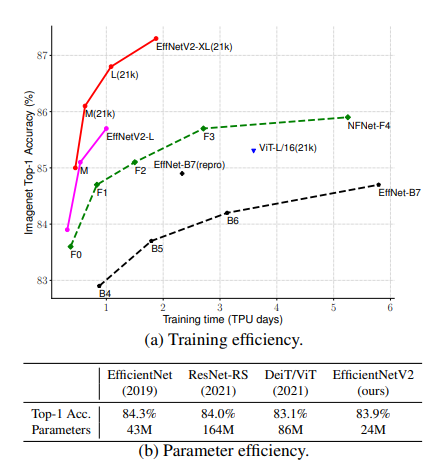 Imagenet Top-1 Accuracy (%)
87
86
85
84
83
EffNetV2-XL(21k)
L(21k)
M(21k)
EffNetV2-L
M
NFNet-F4
F3
ViT-L/16(21k)
EffNet-B7(repro)
F2
F1
EffNet-B7
B6
B5
F0
B4
1 2 3 4 5 6
Training time (TPU days)
(a) Training efficiency.
EfficientNet ResNet-RS DeiT/ViT EfficientNetV2
(2019) (2021) (2021) (ours)
Top-1 Acc. 84.3% 84.0% 83.1% 83.9%
Parameters 43M 164M 86M 24M
(b) Parameter efficiency.